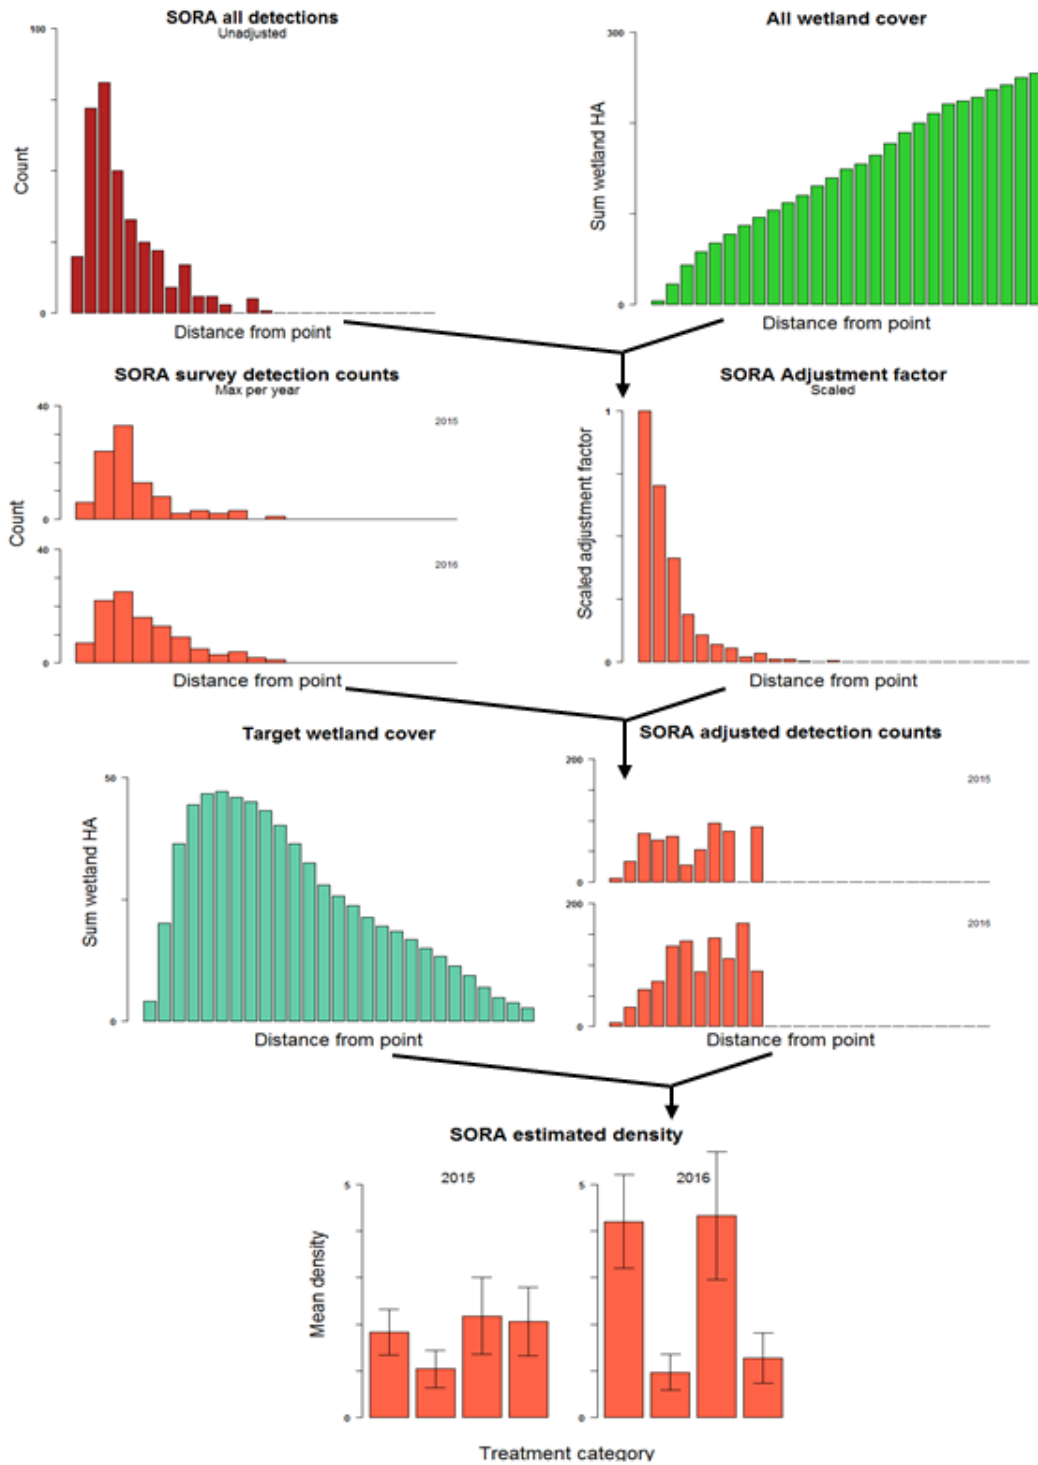 SORA all detections
Unadjusted
100
0
Count
Distance from point
All wetland cover
300
0
Sum wetland HA
Distance from point
SORA survey detection counts
Max per year
40
0
2015
40
0
2016
Count
Distance from point
SORA Adjustment factor
Scaled
1
0
Scaled adjustment factor
Distance from point
Target wetland cover
50
0
Sum wetland HA
Distance from point
SORA adjusted detection counts
200
0
2015
200
0
2016
Distance from point
SORA estimated density
2015
5
0
2016
5
0
Mean density
Treatment category